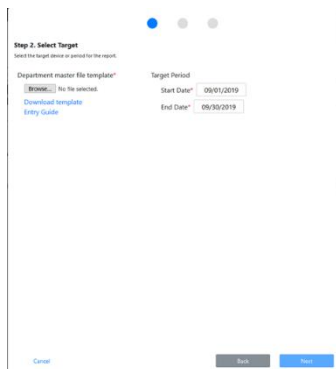 Step 2. Select Target
Select the target device or period for the report.
Department master file template*
Browse... No file selected.
Download template
Entry Guide
Target Period
Start Date* 09/01/2019
End Date* 09/30/2019
Cancel
Back
Next